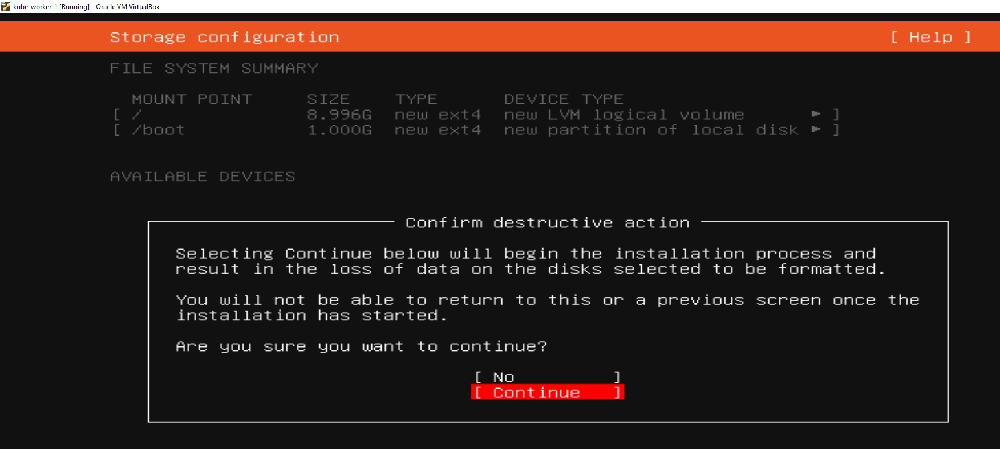 kube-worker-1 [Running] - Oracle VM VirtualBox
Storage configuration [ Help ]
FILE SYSTEM SUMMARY
MOUNT POINT SIZE TYPE DEVICE TYPE
[ / 8.996G new ext4 new LVM logical volume ► ]
[ /boot 1.000G new ext4 new partition of local disk ► ]
AVAILABLE DEVICES
Confirm destructive action
Selecting Continue below will begin the installation process and
result in the loss of data on the disks selected to be formatted.
You will not be able to return to this or a previous screen once the
installation has started.
Are you sure you want to continue?
[ No ]
[ Continue ]